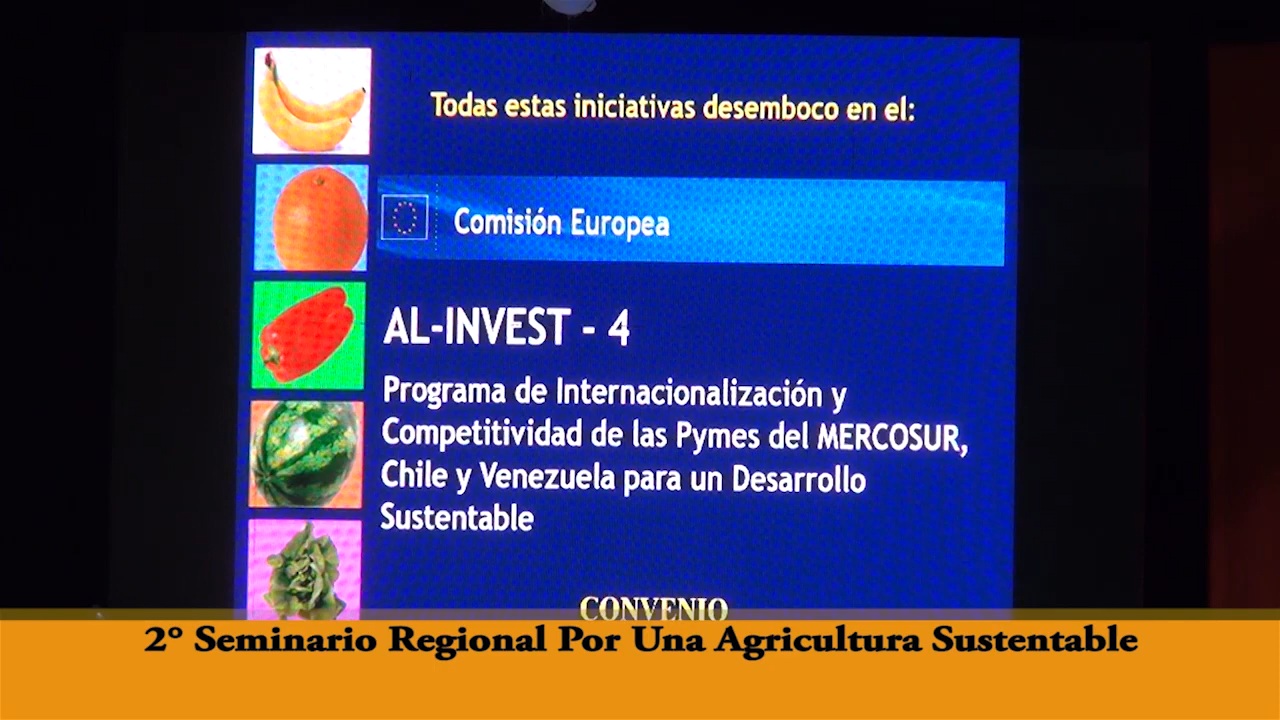 Todas estas iniciativas desemboco en el:
Comisión Europea
AL-INVEST - 4
Programa de Internacionalización y
Competitividad de las Pymes del MERCOSUR,
Chile y Venezuela para un Desarrollo
Sustentable
CONVENIO
2° Seminario Regional Por Una Agricultura Sustentable